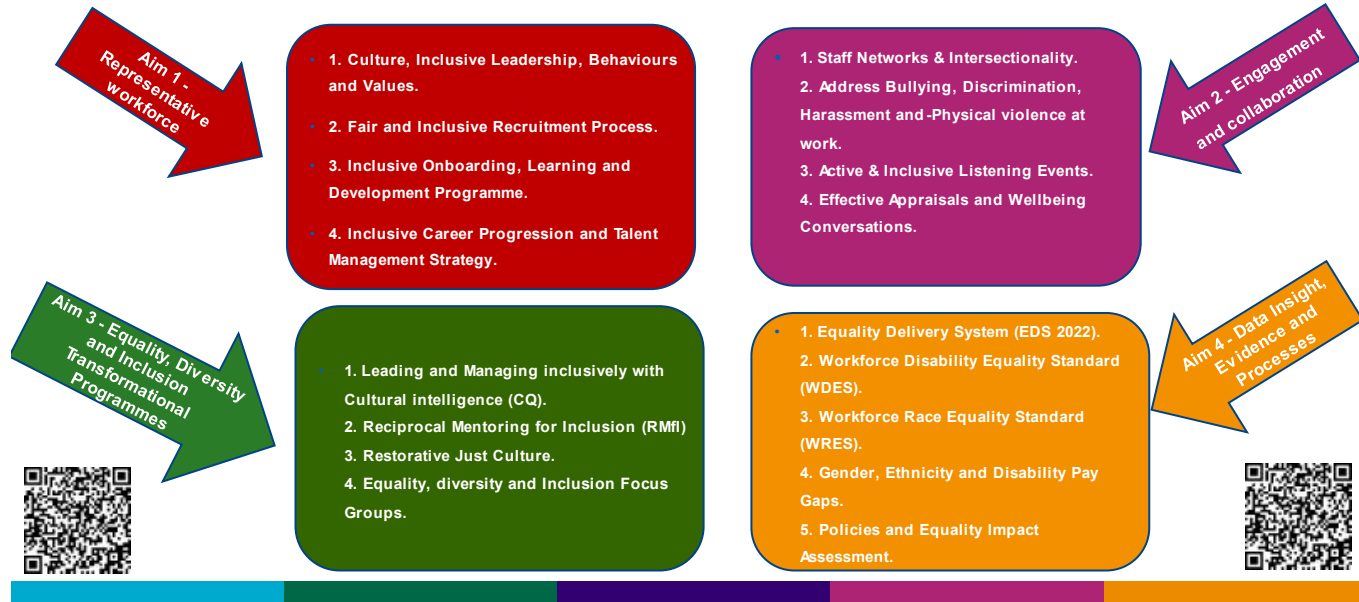 Aim 1 -
Representative
workforce
1. Culture, Inclusive Leadership, Behaviours
and Values.
2. Fair and Inclusive Recruitment Process.
3. Inclusive Onboarding, Learning and
Development Programme.
4. Inclusive Career Progression and Talent
Management Strategy.
Aim 2 - Engagement
and collaboration
1. Staff Networks & Intersectionality.
2. Address Bullying, Discrimination,
Harassment and -Physical violence at
work.
3. Active & Inclusive Listening Events.
4. Effective Appraisals and Wellbeing
Conversations.
Aim 3 - Equality, Diversity
and Inclusion
Transformational
Programmes
1. Leading and Managing inclusively with
Cultural intelligence (CQ).
2. Reciprocal Mentoring for Inclusion (RMfI)
3. Restorative Just Culture.
4. Equality, diversity and Inclusion Focus
Groups.
Aim 4 - Data Insight,
Evidence and
Processes
1. Equality Delivery System (EDS 2022).
2. Workforce Disability Equality Standard
(WDES).
3. Workforce Race Equality Standard
(WRES).
4. Gender, Ethnicity and Disability Pay
Gaps.
5. Policies and Equality Impact
Assessment.